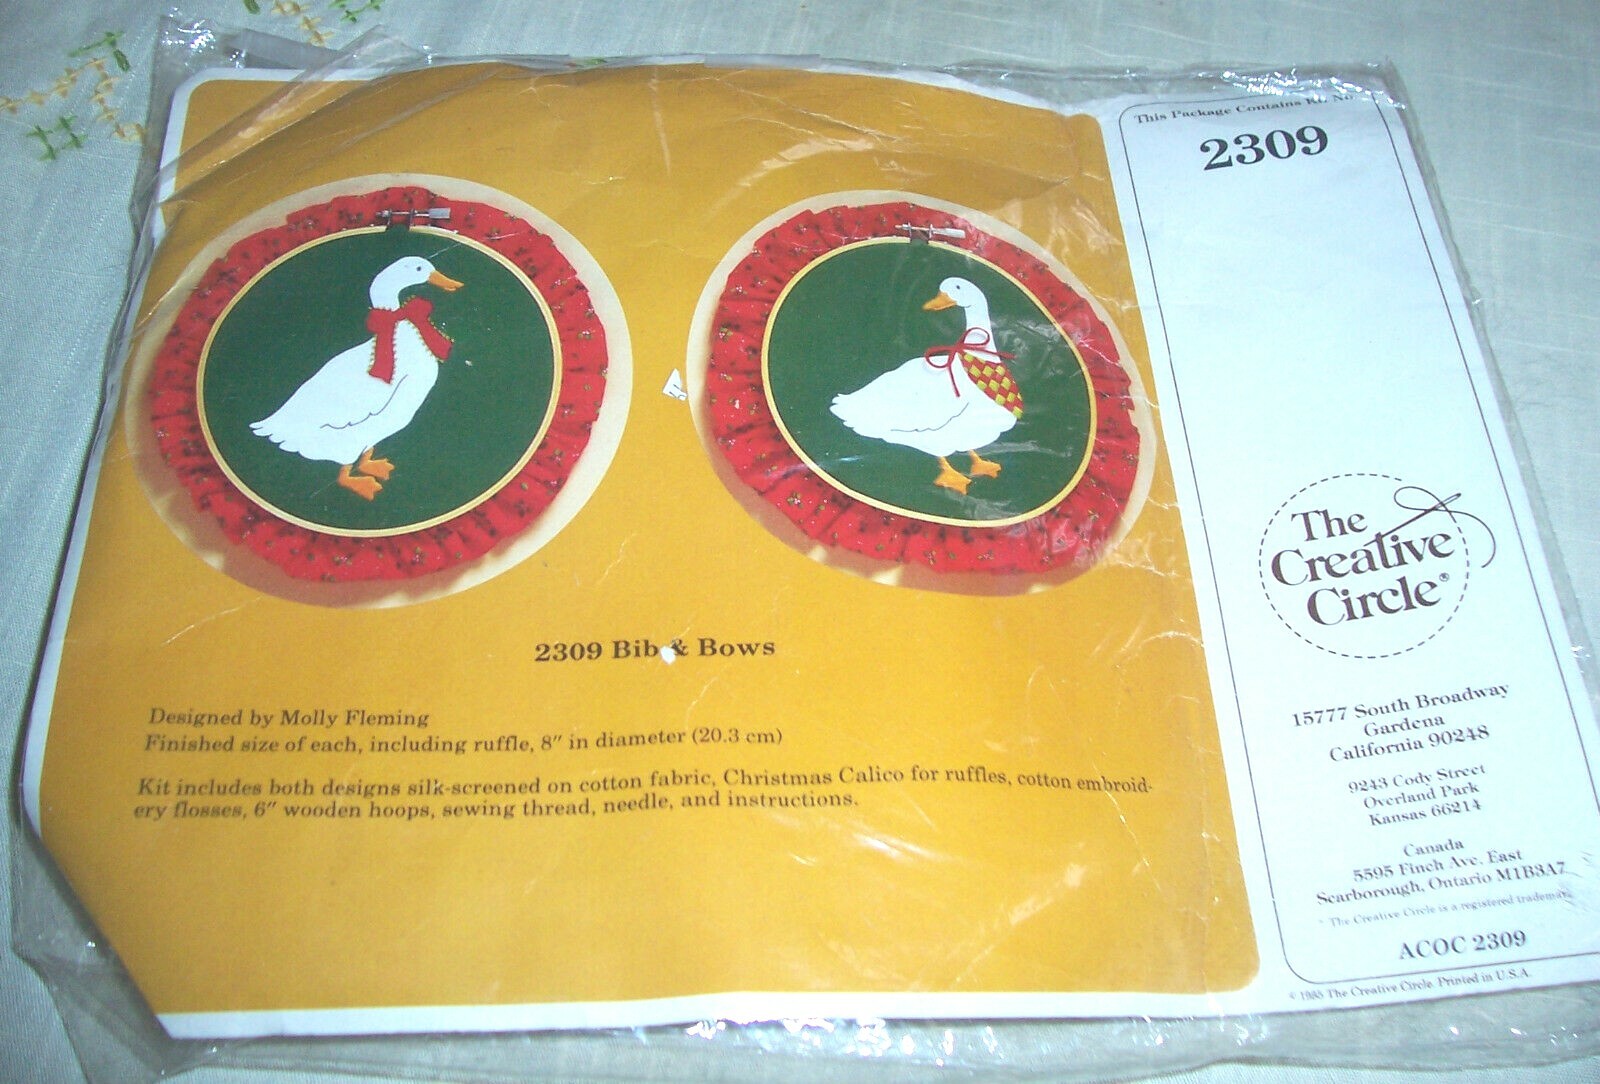 This Package Contains Kit No.
2309
2309 Bib & Bows
Designed by Molly Fleming
Finished size of each, including ruffle, 8" in diameter (20.3 cm)
Kit includes both designs silk-screened on cotton fabric, Christmas Calico for ruffles, cotton embroid-
ery flosses, 6" wooden hoops, sewing thread, needle, and instructions.
The
Creative
Circle®
15777 South Broadway
Gardena
California 90248
9243 Cody Street
Overland Park
Kansas 66214
Canada
5595 Finch Ave. East
Scarborough, Ontario M1B3A7
* The Creative Circle is a registered trademark
ACOC 2309
© 1985 The Creative Circle. Printed in U.S.A.